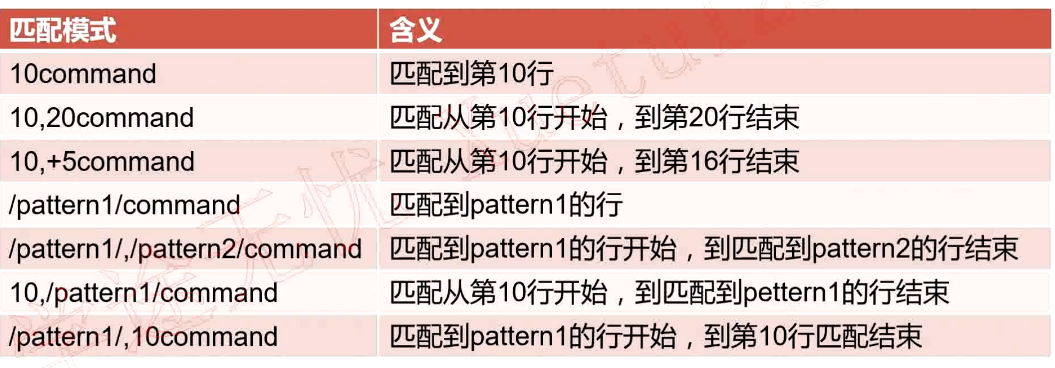 匹配模式 含义
10command 匹配到第10行
10,20command 匹配从第10行开始，到第20行结束
10,+5command 匹配从第10行开始，到第16行结束
/pattern1/command 匹配到pattern1的行
/pattern1/,/pattern2/command 匹配到pattern1的行开始，到匹配到pattern2的行结束
10,/pattern1/command 匹配从第10行开始，到匹配到pettern1的行结束
/pattern1/,10command 匹配到pattern1的行开始，到第10行匹配结束